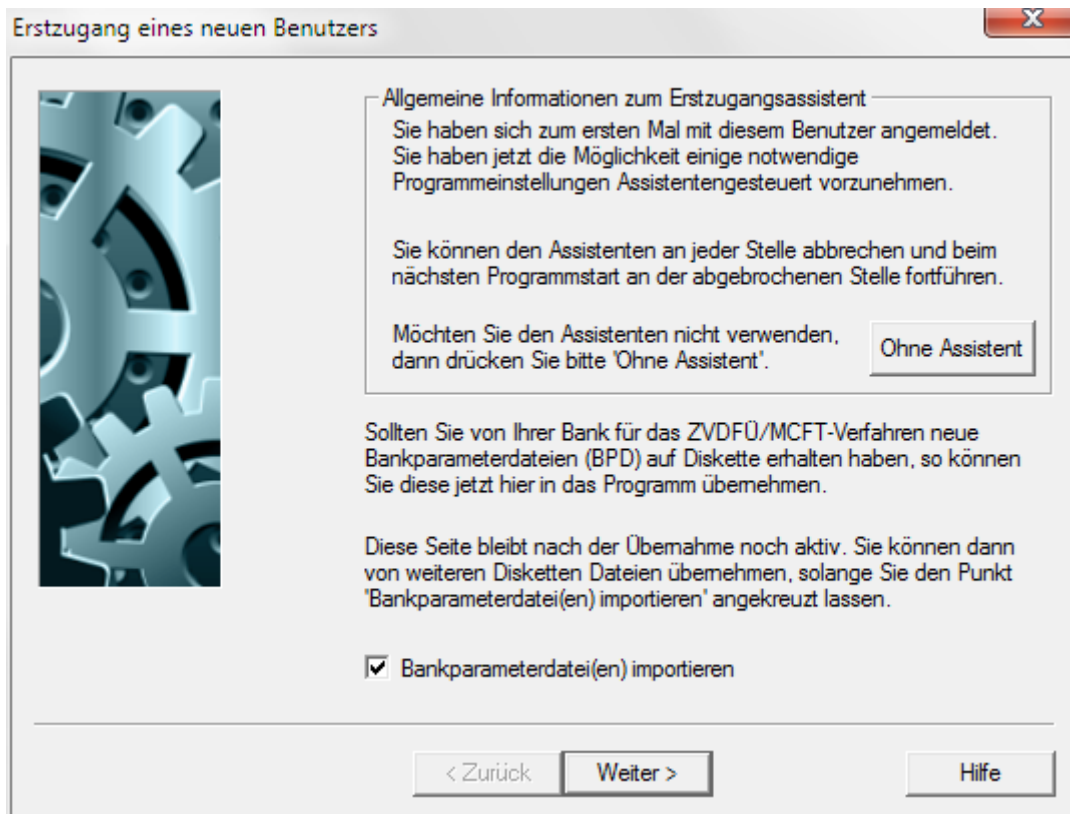 Erstzugang eines neuen Benutzers
Allgemeine Informationen zum Erstzugangsassistent
Sie haben sich zum ersten Mal mit diesem Benutzer angemeldet.
Sie haben jetzt die Möglichkeit einige notwendige
Programmeinstellungen Assistentengesteuert vorzunehmen.
Sie können den Assistenten an jeder Stelle abbrechen und beim
nächsten Programmstart an der abgebrochenen Stelle fortführen.
Möchten Sie den Assistenten nicht verwenden,
dann drücken Sie bitte 'Ohne Assistent'.
Ohne Assistent
Sollten Sie von Ihrer Bank für das ZVDFÜ/MCFT-Verfahren neue
Bankparameterdateien (BPD) auf Diskette erhalten haben, so können
Sie diese jetzt hier in das Programm übernehmen.
Diese Seite bleibt nach der Übernahme noch aktiv. Sie können dann
von weiteren Disketten Dateien übernehmen, solange Sie den Punkt
'Bankparameterdatei(en) importieren' angekreuzt lassen.
Bankparameterdatei(en) importieren
< Zurück
Weiter >
Hilfe